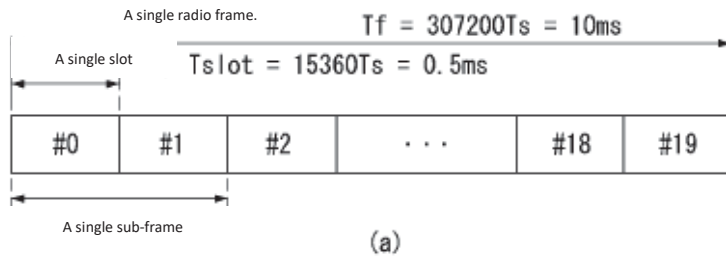 A single radio frame.
Tf = 307200Ts = 10ms
A single slot
Tslot = 15360Ts = 0.5ms
#0 #1 #2 ··· #18 #19
A single sub-frame
(a)